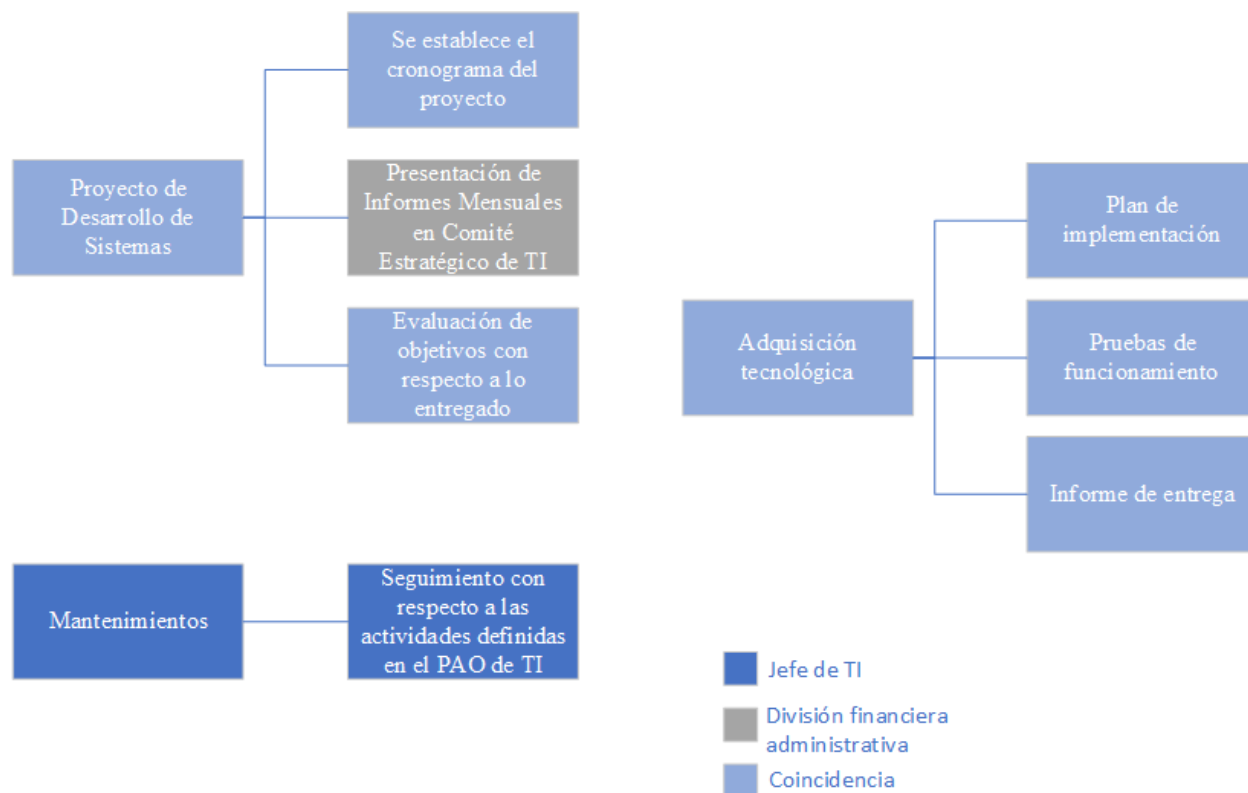 Se establece el
cronograma del
proyecto
Proyecto de
Desarrollo de
Sistemas
Presentación de
Informes Mensuales
en Comité
Estratégico de TI
Evaluación de
objetivos con
respecto a lo
entregado
Adquisición
tecnológica
Plan de
implementación
Pruebas de
funcionamiento
Informe de entrega
Mantenimientos
Seguimiento con
respecto a las
actividades definidas
en el PAO de TI
Jefe de TI
División financiera
administrativa
Coincidencia